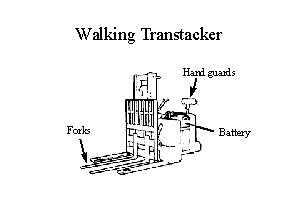 Walking Transtacker
Hand guards
Forks
Battery